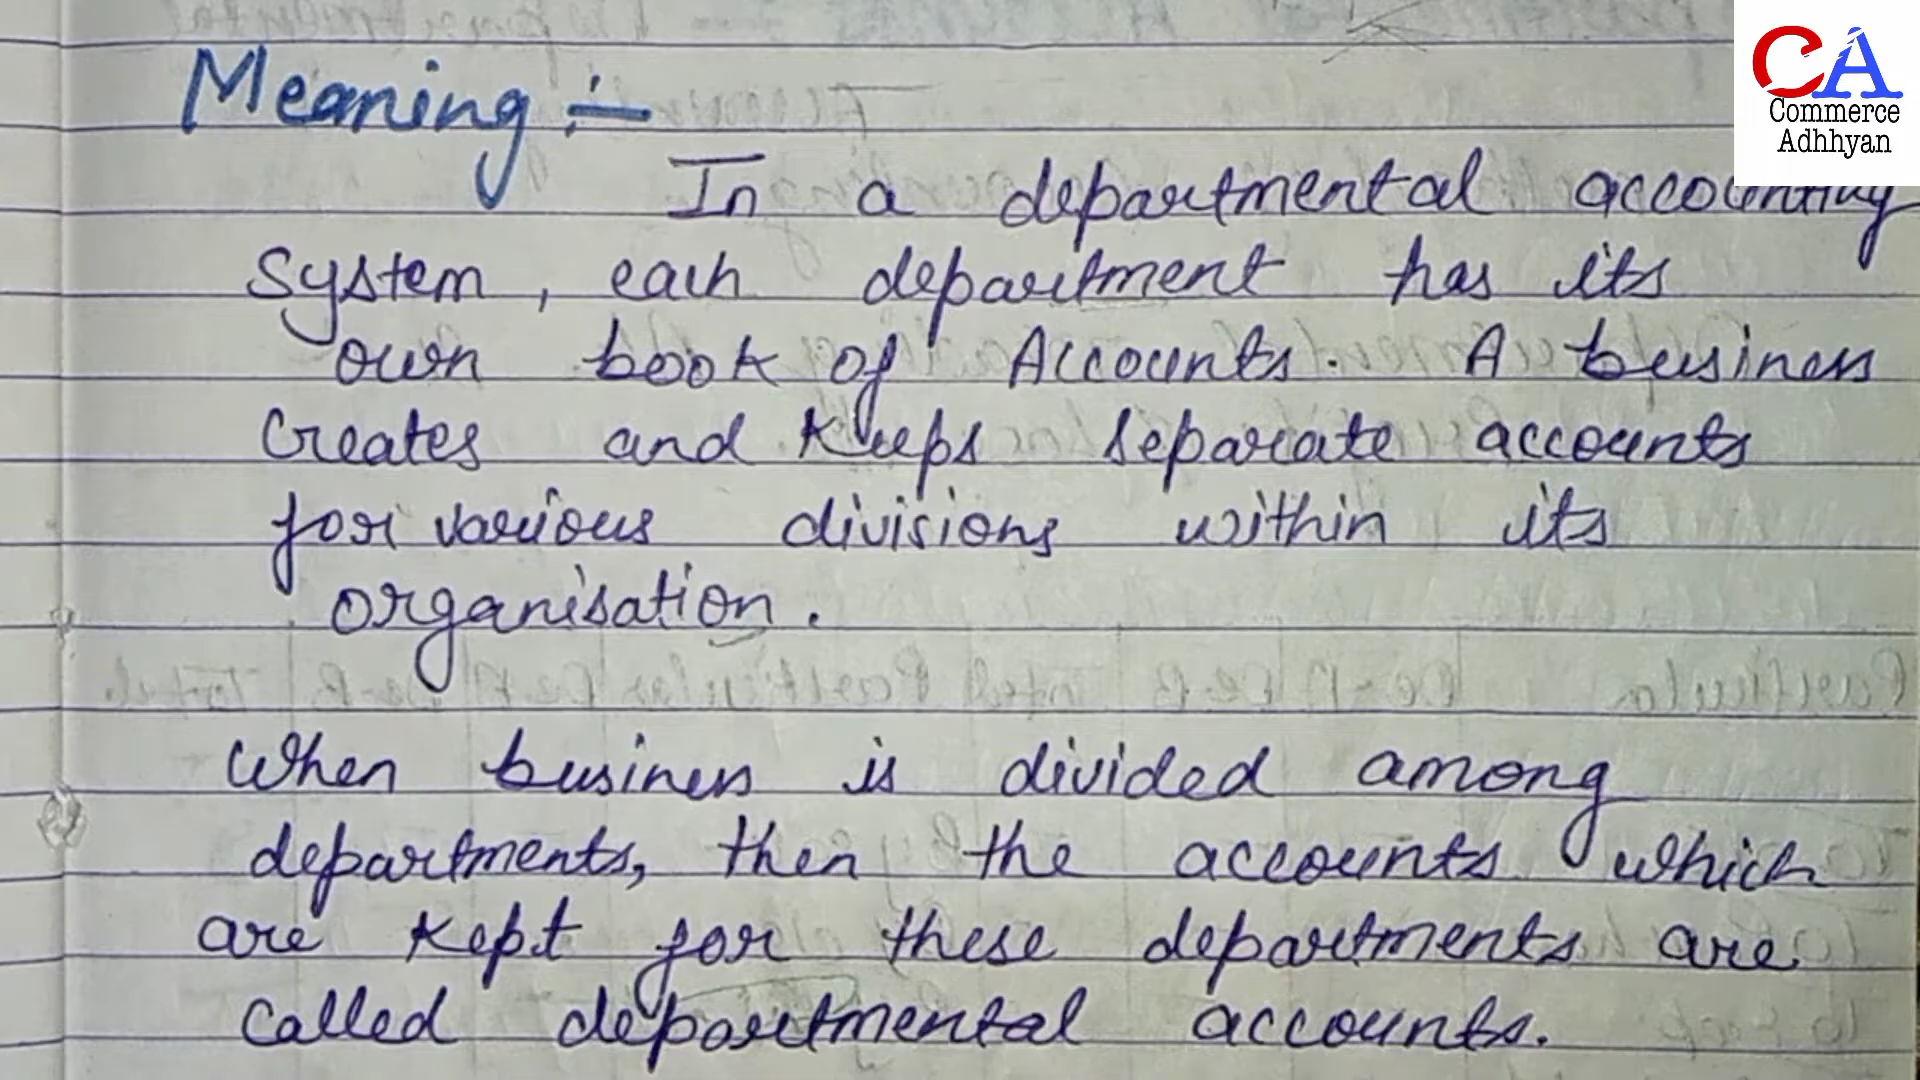 Meaning :-
CA
Commerce
Adhhyan
In a departmental accounting
System, each department has its
own book of Accounts. A business
Creates and Keeps separate accounts
for various divisions within its
organisation.
When business is divided among
departments, then the accounts which
are kept for these departments are
called departmental accounts.